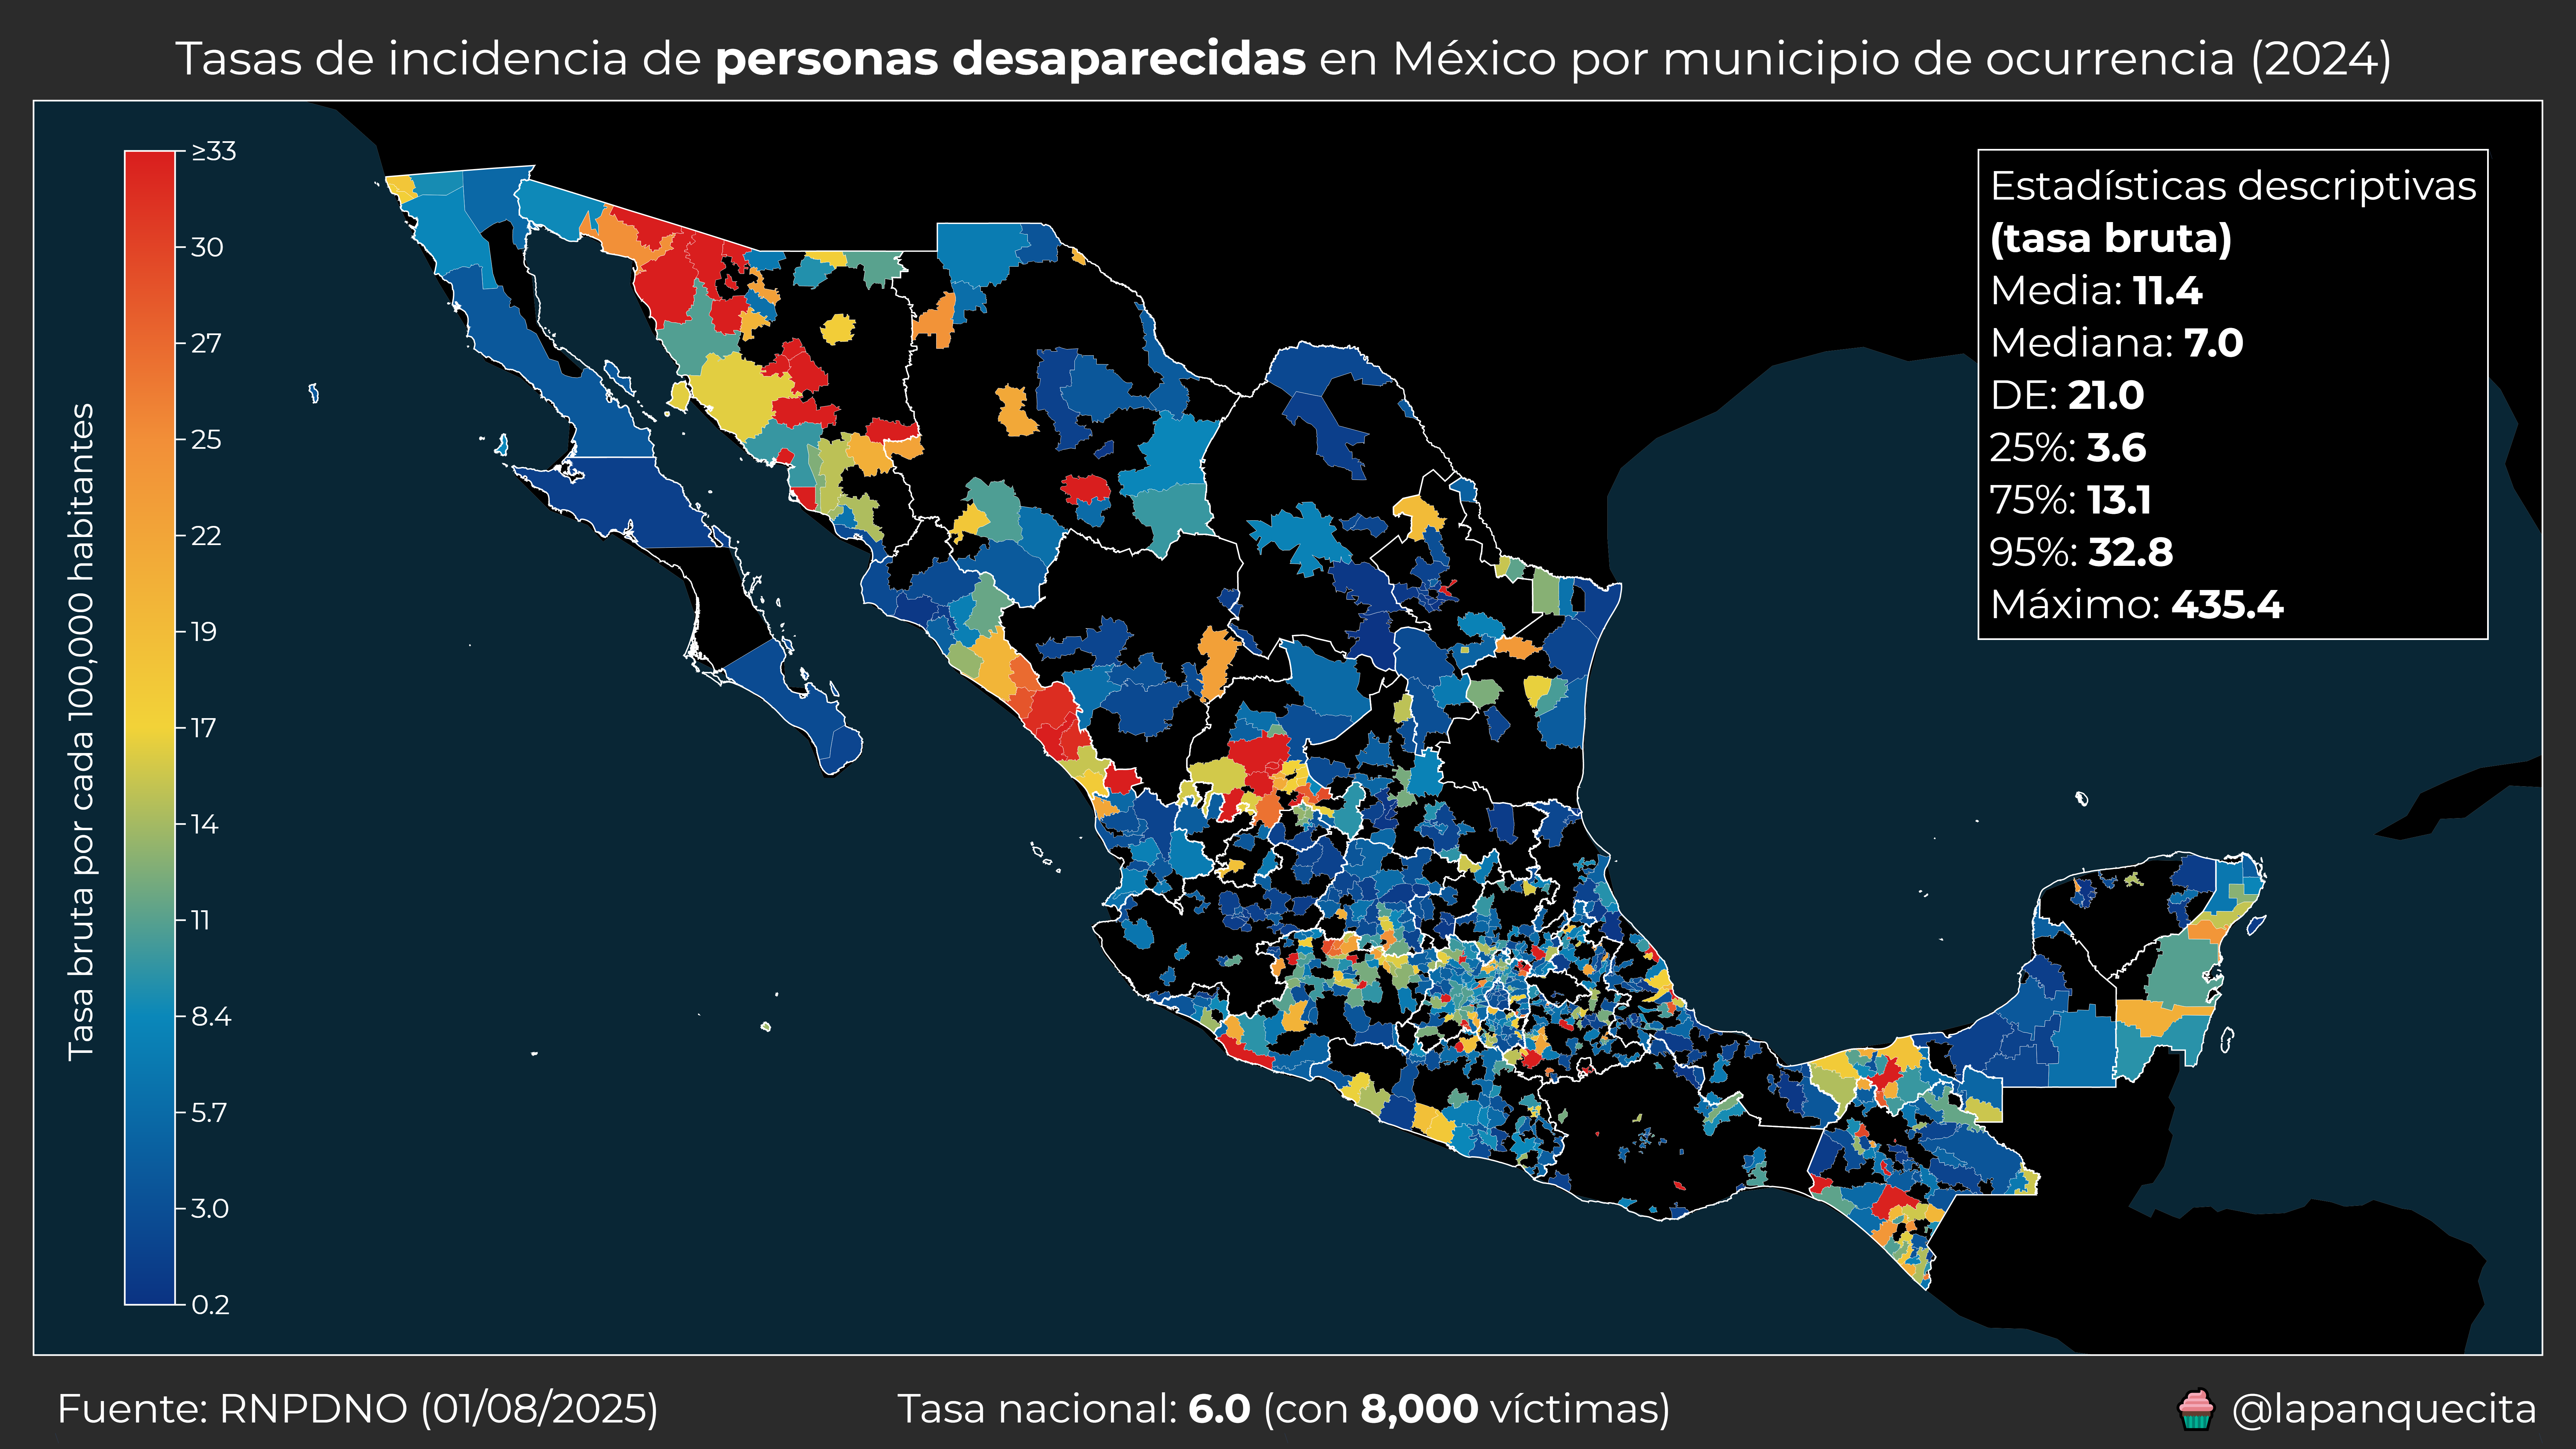 Tasas de incidencia de personas desaparecidas en México por municipio de ocurrencia (2024)
Tasa bruta por cada 100,000 habitantes
≥33
30
27
25
22
19
17
14
11
8.4
5.7
3.0
0.2
Estadísticas descriptivas
(tasa bruta)
Media: 11.4
Mediana: 7.0
DE: 21.0
25%: 3.6
75%: 13.1
95%: 32.8
Máximo: 435.4
Fuente: RNPDNO (01/08/2025)
Tasa nacional: 6.0 (con 8,000 víctimas)
@lapanquecita